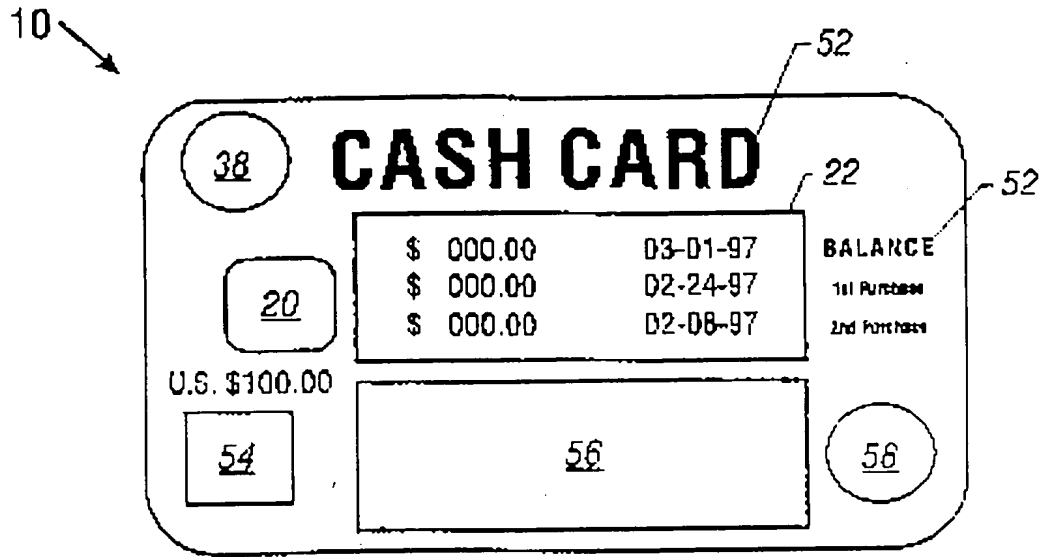 10
52
38 CASH CARD
22
52
$ 000.00 03-01-97 BALANCE
$ 000.00 02-24-97 1st Purchase
$ 000.00 02-08-97 2nd Purchase
20
U.S. $100.00
54 56 58